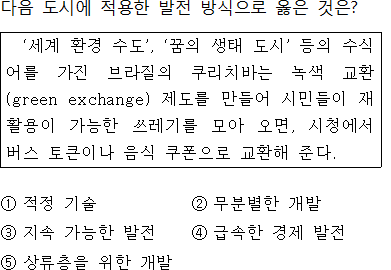 다음 도시에 적용한 발전 방식으로 옳은 것은?
‘세계 환경 수도’, ‘꿈의 생태 도시’ 등의 수식
어를 가진 브라질의 쿠리치바는 녹색 교환
(green exchange) 제도를 만들어 시민들이 재
활용이 가능한 쓰레기를 모아 오면, 시청에서
버스 토큰이나 음식 쿠폰으로 교환해 준다.
① 적정 기술 ② 무분별한 개발
③ 지속 가능한 발전 ④ 급속한 경제 발전
⑤ 상류층을 위한 개발